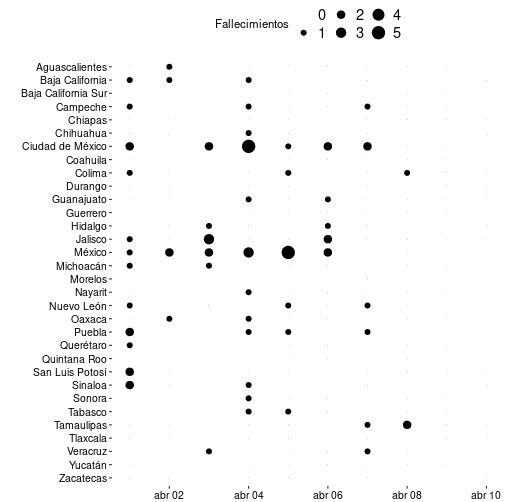 Fallecimientos
0 2 4
1 3 5
Aguascalientes
Baja California
Baja California Sur
Campeche
Chiapas
Chihuahua
Ciudad de México
Coahuila
Colima
Durango
Guanajuato
Guerrero
Hidalgo
Jalisco
México
Michoacán
Morelos
Nayarit
Nuevo León
Oaxaca
Puebla
Querétaro
Quintana Roo
San Luis Potosí
Sinaloa
Sonora
Tabasco
Tamaulipas
Tlaxcala
Veracruz
Yucatán
Zacatecas
abr 02 abr 04 abr 06 abr 08 abr 10